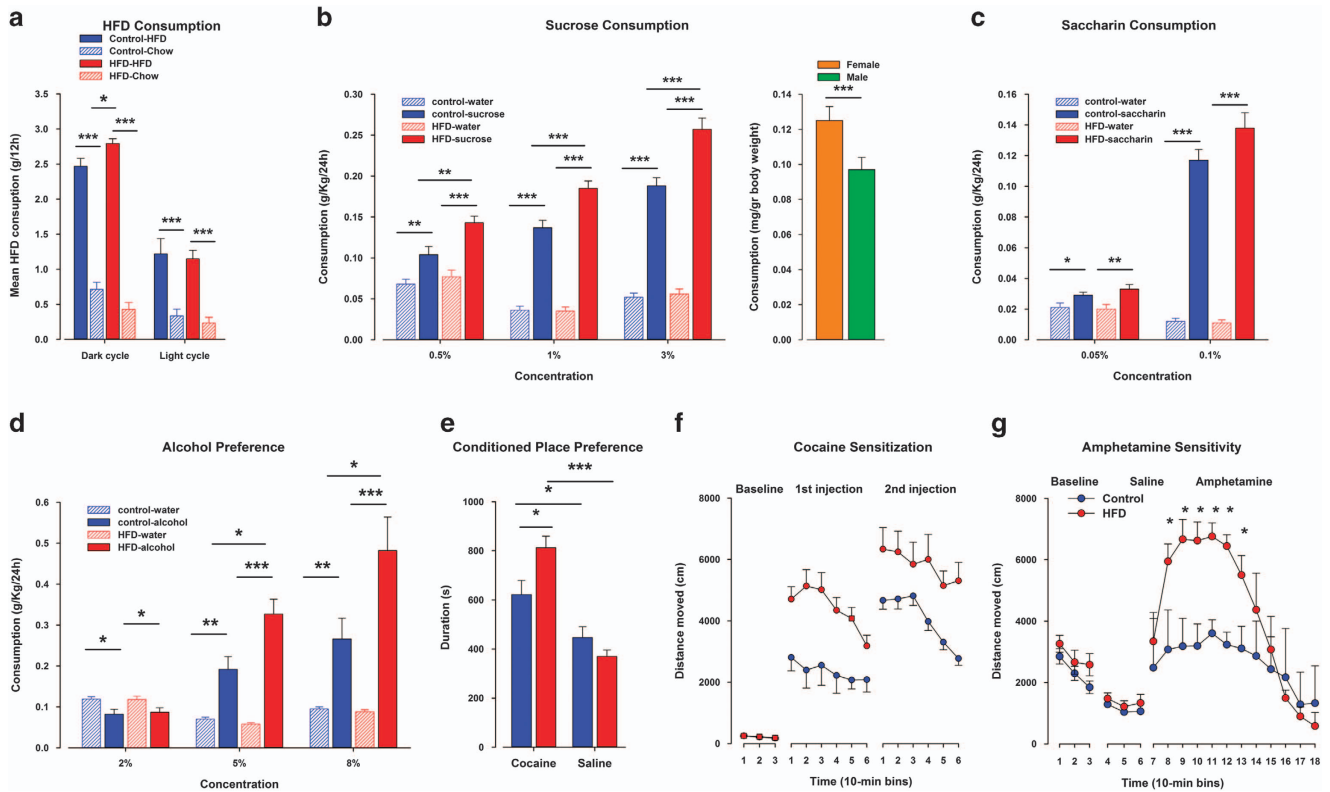 a
HFD Consumption
Control-HFD
Control-Chow
HFD-HFD
HFD-Chow
Mean HFD consuption (g/12h)
3.5
3.0
2.5
2.0
1.5
1.0
0.5
0.0
***
*
***
***
***
Dark cycle
Light cycle
b
Sucrose Consumption
control-water
control-sucrose
HFD-water
HFD-sucrose
Consumption (g/Kg/24h)
0.30
0.25
0.20
0.15
0.10
0.05
0.00
**
**
***
***
***
***
***
***
***
0.5%
1%
3%
Concentration
Female
Male
***
Consumption (mg/gr body weight)
0.14
0.12
0.10
0.08
0.06
0.04
0.02
0.00
c
Saccharin Consumption
control-water
control-saccharin
HFD-water
HFD-saccharin
Consumption (g/Kg/24h)
0.16
0.14
0.12
0.10
0.08
0.06
0.04
0.02
0.00
*
**
***
***
0.05%
0.1%
Concentration
d
Alcohol Preference
control-water
control-alcohol
HFD-water
HFD-alcohol
Consumption (g/Kg/24h)
0.6
0.5
0.4
0.3
0.2
0.1
0.0
*
*
**
*
***
**
*
***
2%
5%
8%
Concentration
e
Conditioned Place Preference
***
*
*
Duration (s)
1000
800
600
400
200
0
Cocaine
Saline
f
Cocaine Sensitization
Baseline
1st injection
2nd injection
Distance moved (cm)
8000
6000
4000
2000
0
1 2 3 1 2 3 4 5 6 1 2 3 4 5 6
Time (10-min bins)
g
Amphetamine Sensitivity
Baseline
Saline
Amphetamine
Control
HFD
* * * * * *
Distance moved (cm)
8000
6000
4000
2000
0
1 2 3 4 5 6 7 8 9 10 11 12 13 14 15 16 17 18
Time (10-min bins)